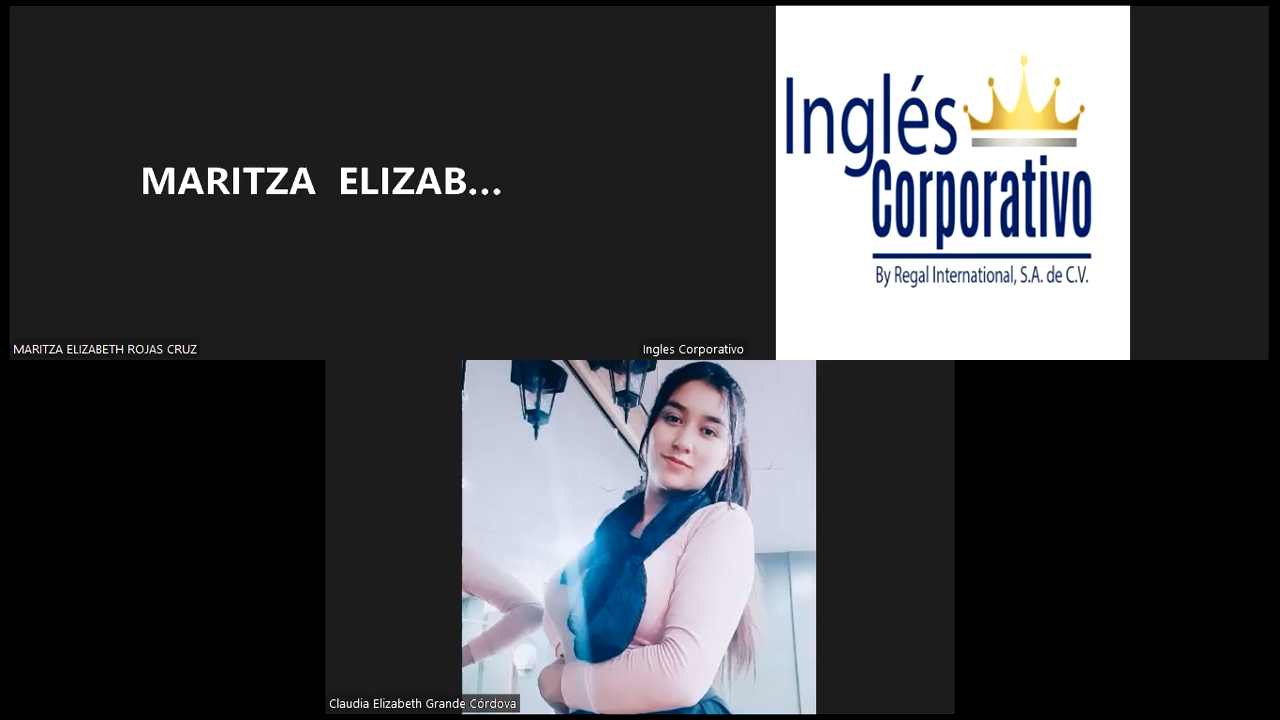 MARITZA ELIZAB...
MARITZA ELIZABETH ROJAS CRUZ
Inglés
Corporativo
By Regal International, S.A. de C.V.
Ingles Corporativo
Claudia Elizabeth Grande Córdova